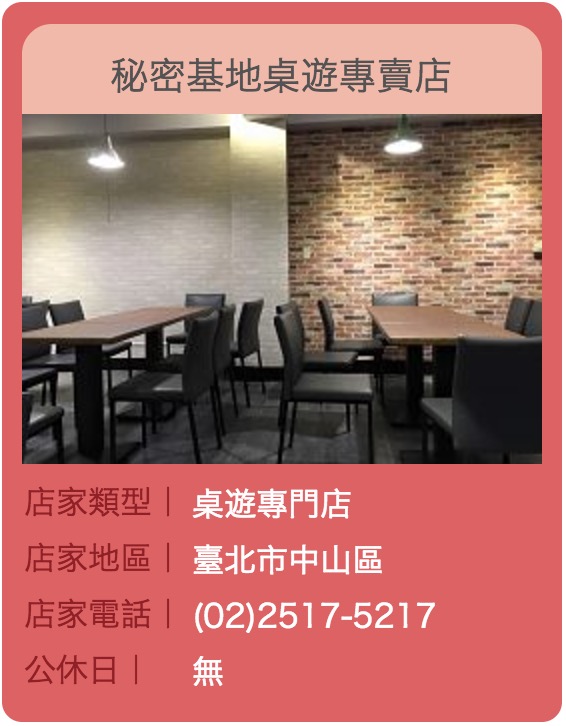 秘密基地桌遊專賣店
店家類型｜ 桌遊專門店
店家地區｜ 臺北市中山區
店家電話｜ (02)2517-5217
公休日｜ 無